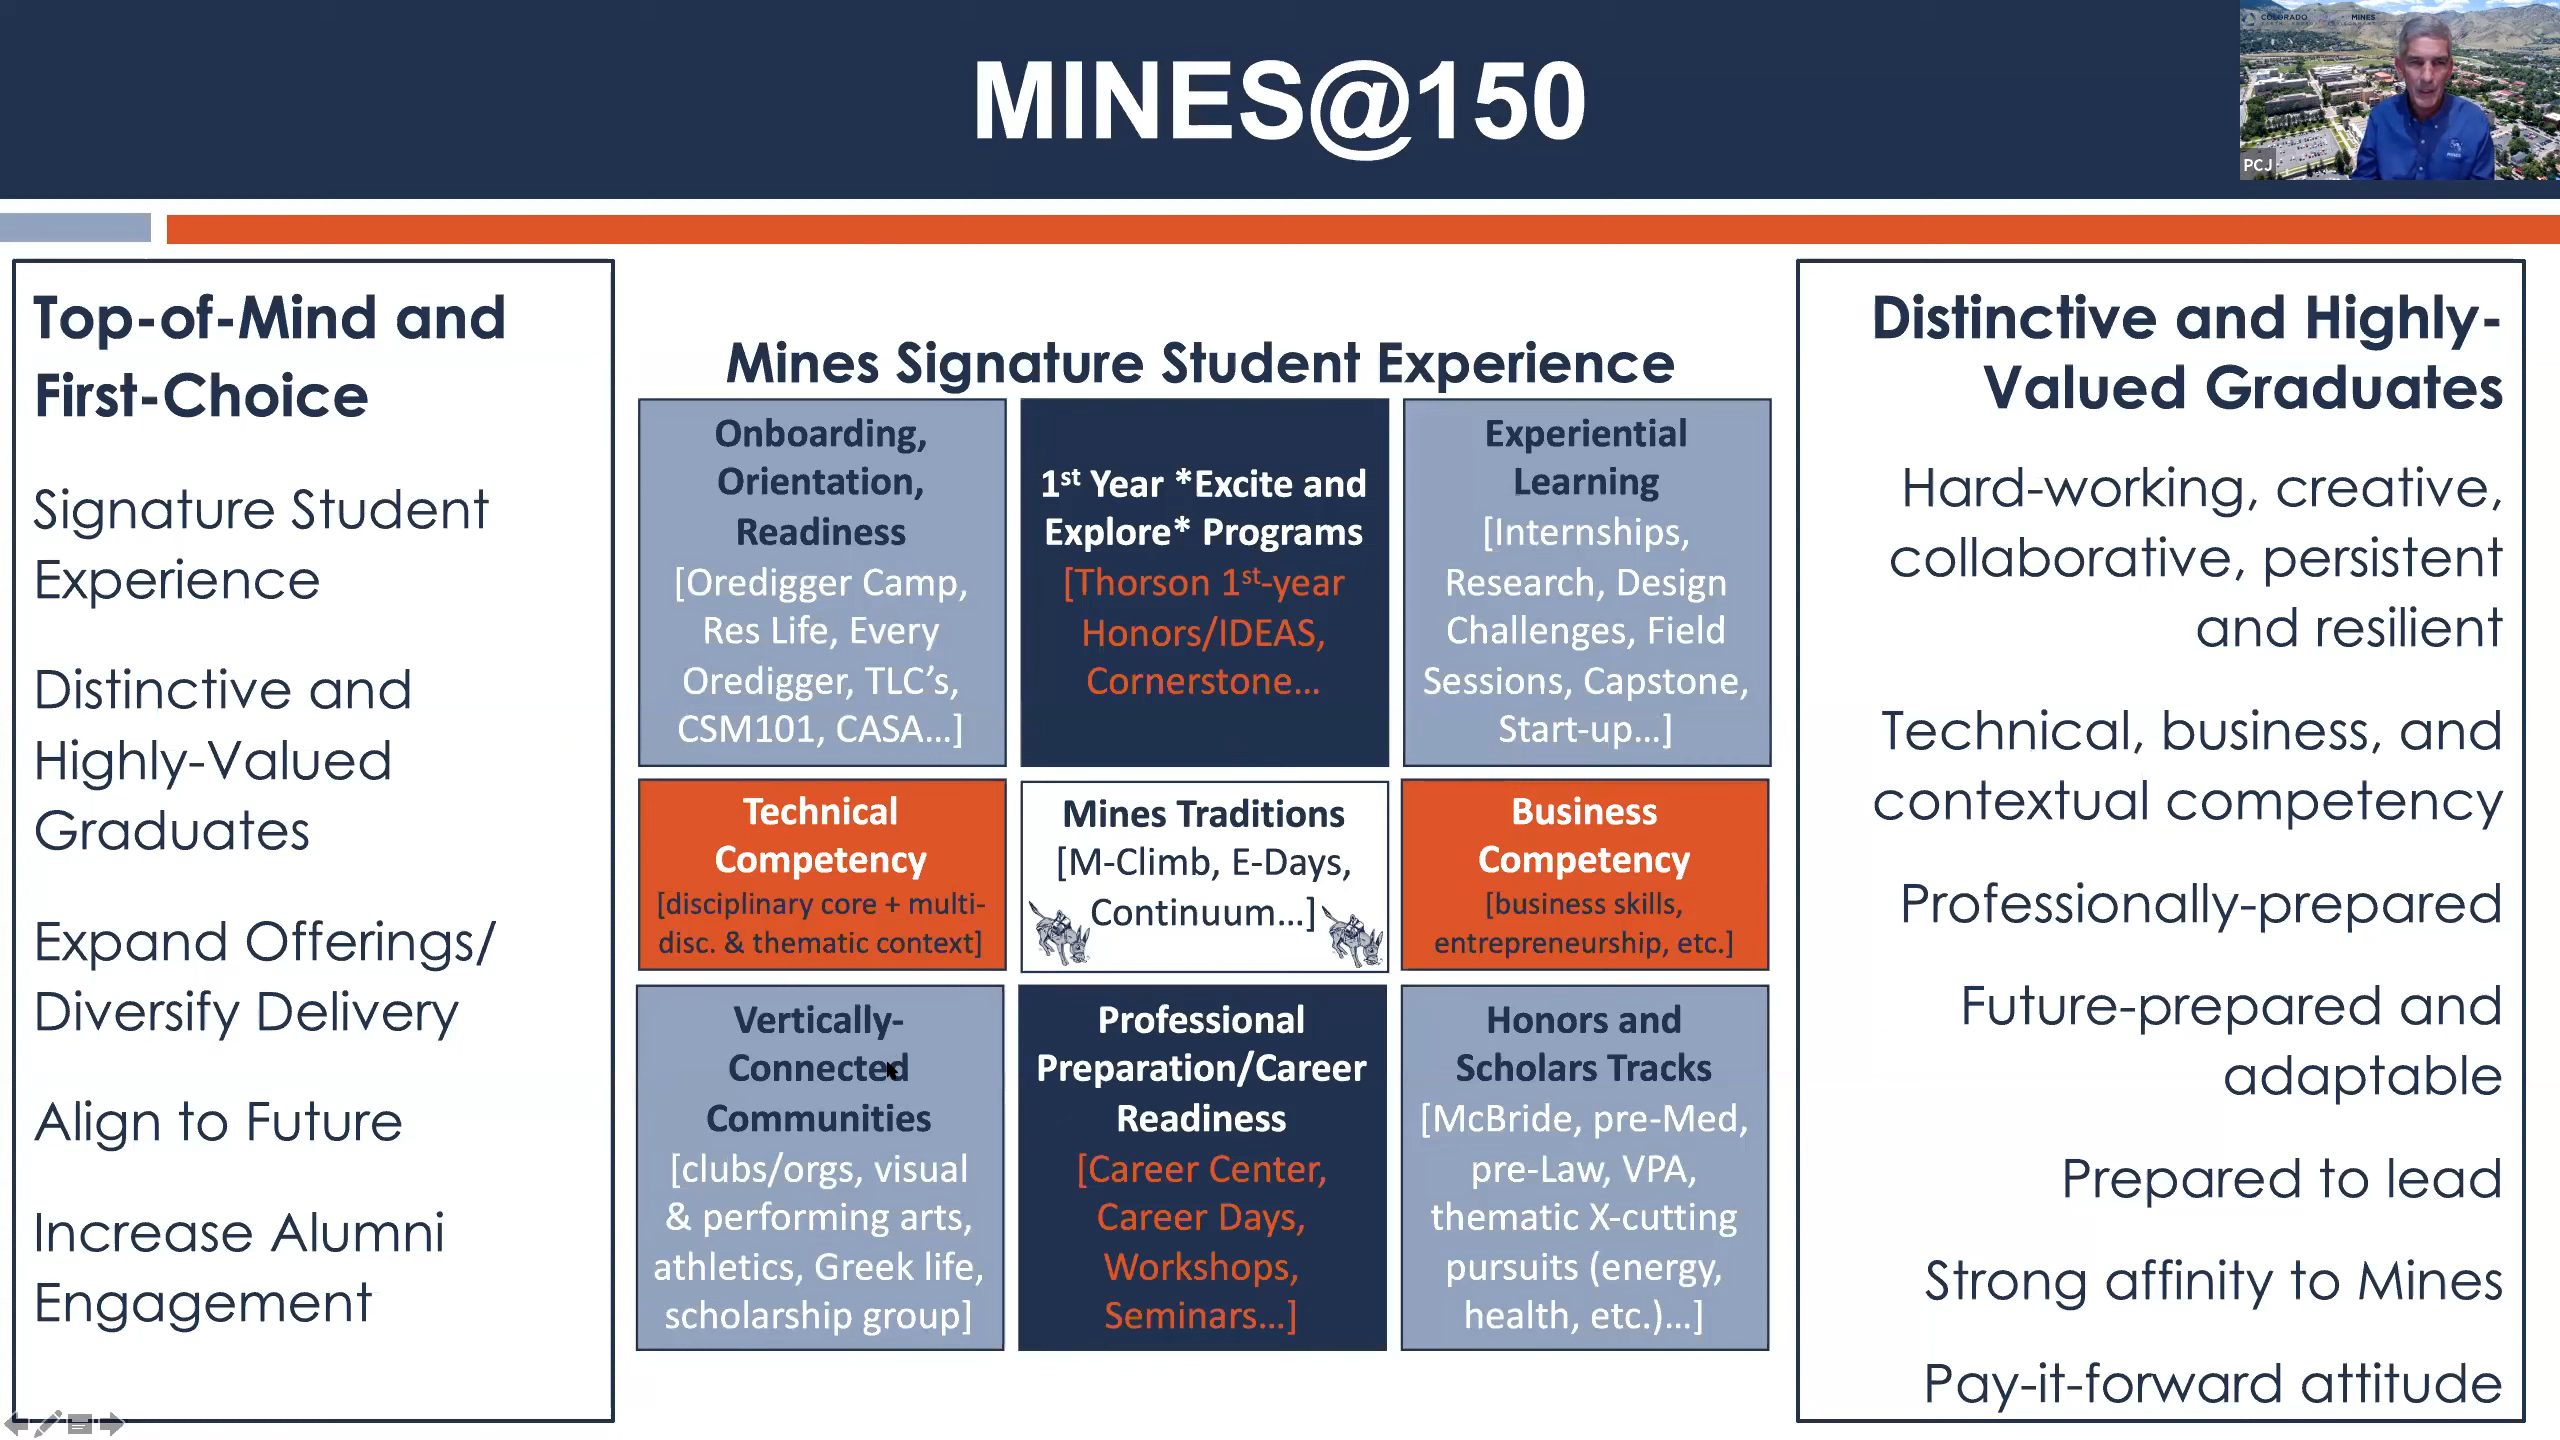 MINES@150
COLORADO
MINES
PCJ
Top-of-Mind and
First-Choice
Signature Student
Experience
Distinctive and
Highly-Valued
Graduates
Expand Offerings/
Diversify Delivery
Align to Future
Increase Alumni
Engagement
Mines Signature Student Experience
Onboarding,
Orientation,
Readiness
[Oredigger Camp,
Res Life, Every
Oredigger, TLC’s,
CSM101, CASA…]
1st Year *Excite and
Explore* Programs
[Thorson 1st-year
Honors/IDEAS,
Cornerstone…
Experiential
Learning
[Internships,
Research, Design
Challenges, Field
Sessions, Capstone,
Start-up…]
Technical
Competency
[disciplinary core + multi-
disc. & thematic context]
Mines Traditions
[M-Climb, E-Days,
Continuum…]
Business
Competency
[business skills,
entrepreneurship, etc.]
Vertically-
Connected
Communities
[clubs/orgs, visual
& performing arts,
athletics, Greek life,
scholarship group]
Professional
Preparation/Career
Readiness
[Career Center,
Career Days,
Workshops,
Seminars…]
Honors and
Scholars Tracks
[McBride, pre-Med,
pre-Law, VPA,
thematic X-cutting
pursuits (energy,
health, etc.)…]
Distinctive and Highly-
Valued Graduates
Hard-working, creative,
collaborative, persistent
and resilient
Technical, business, and
contextual competency
Professionally-prepared
Future-prepared and
adaptable
Prepared to lead
Strong affinity to Mines
Pay-it-forward attitude